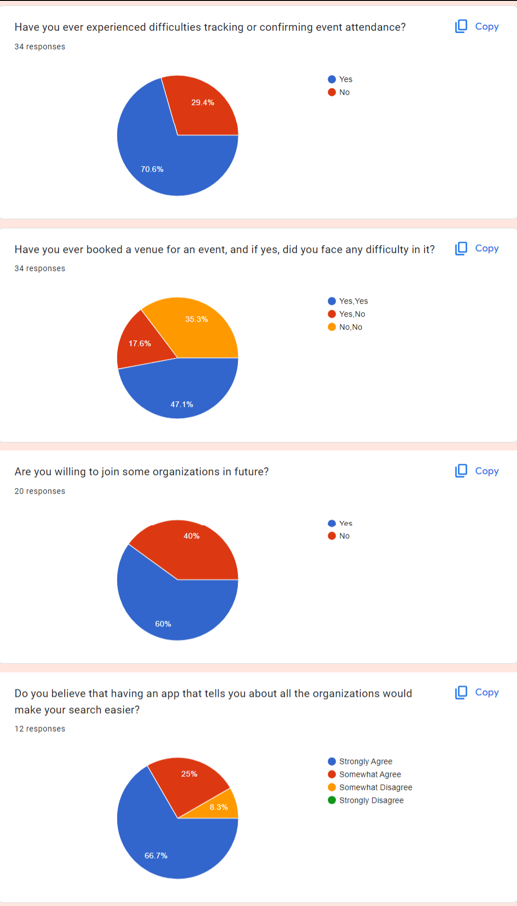 Have you ever experienced difficulties tracking or confirming event attendance?
Copy
34 responses
Yes
No
29.4%
70.6%
Have you ever booked a venue for an event, and if yes, did you face any difficulty in it?
Copy
34 responses
Yes,Yes
Yes,No
No,No
35.3%
17.6%
47.1%
Are you willing to join some organizations in future?
Copy
20 responses
Yes
No
40%
60%
Do you believe that having an app that tells you about all the organizations would
make your search easier?
Copy
12 responses
Strongly Agree
Somewhat Agree
Somewhat Disagree
Strongly Disagree
25%
8.3%
66.7%